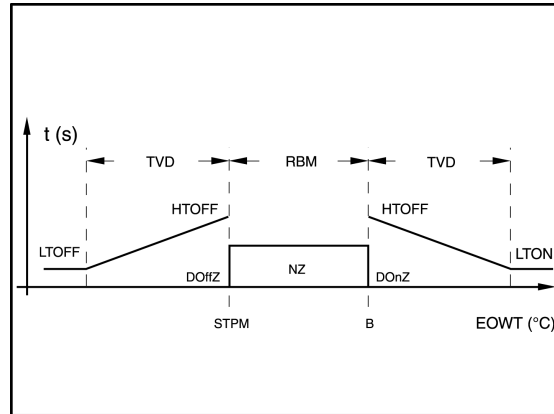 t (s)
TVD RBM TVD
HTOFF HTOFF
LTOFF LTON
DOffZ NZ DOnZ
STPM B EOWT (°C)